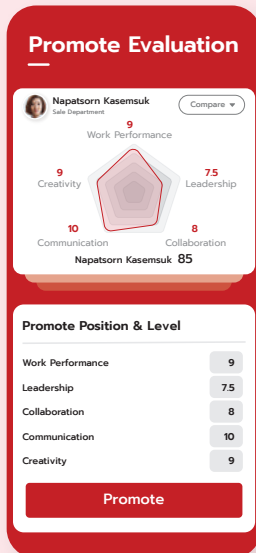 Promote Evaluation
Napatsorn Kasemsuk
Sale Department
Compare
9
Work Performance
9
Creativity
7.5
Leadership
10
Communication
8
Collaboration
Napatsorn Kasemsuk 85
Promote Position & Level
Work Performance 9
Leadership 7.5
Collaboration 8
Communication 10
Creativity 9
Promote